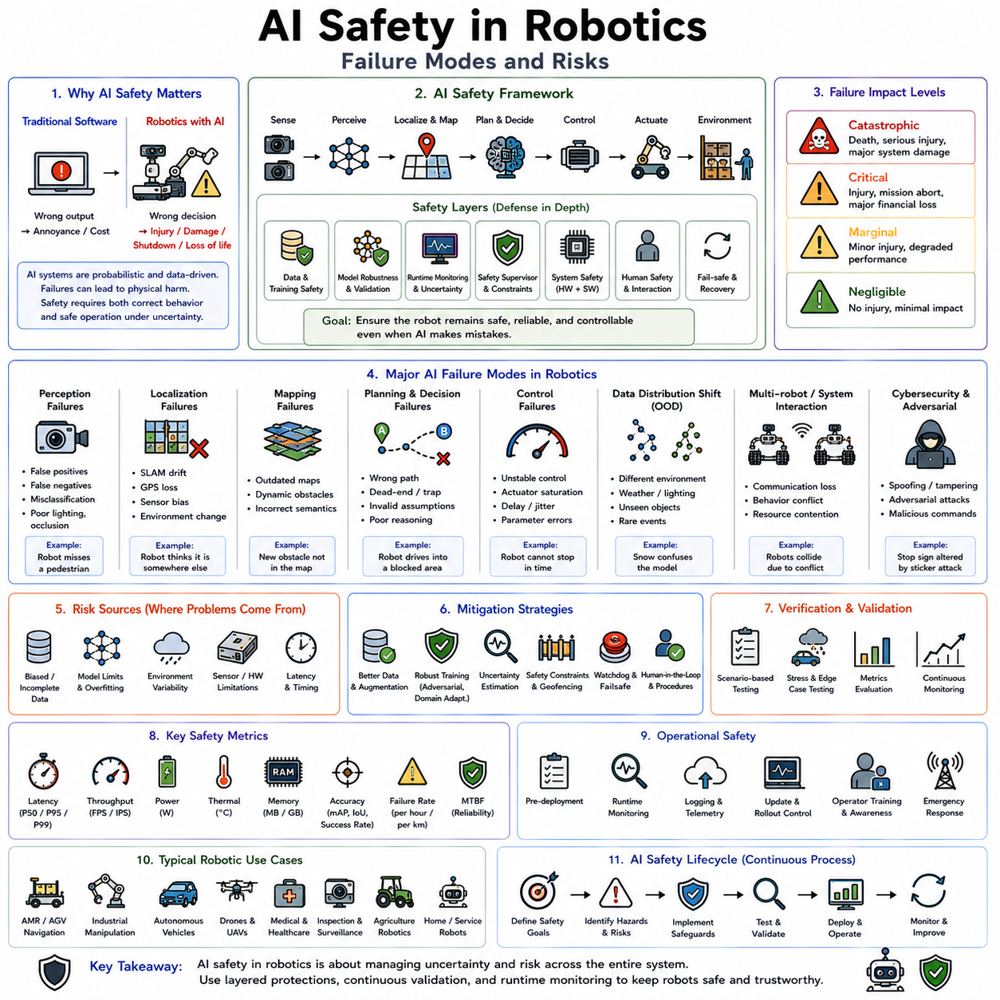 AI Safety in Robotics
Failure Modes and Risks
1. Why AI Safety Matters
Traditional Software
Robotics with AI
Wrong output
→ Annoyance / Cost
Wrong decision
→ Injury / Damage /
Shutdown / Loss of life
AI systems are probabilistic and data-driven.
Failures can lead to physical harm.
Safety requires both correct behavior
and safe operation under uncertainty.
2. AI Safety Framework
Sense
Perceive
Localize & Map
Plan & Decide
Control
Actuate
Environment
Safety Layers (Defense in Depth)
Data &
Training Safety
Model Robustness
& Validation
Runtime Monitoring
& Uncertainty
Safety Supervisor
& Constraints
System Safety
(HW + SW)
Human Safety
& Interaction
Fail-safe &
Recovery
Goal: Ensure the robot remains safe, reliable, and controllable
even when AI makes mistakes.
3. Failure Impact Levels
Catastrophic
Death, serious injury,
major system damage
Critical
Injury, mission abort,
major financial loss
Marginal
Minor injury, degraded
performance
Negligible
No injury, minimal impact
4. Major AI Failure Modes in Robotics
Perception
Failures
• False positives
• False negatives
• Misclassification
• Poor lighting,
occlusion
Example:
Robot misses
a pedestrian
Localization
Failures
• SLAM drift
• GPS loss
• Sensor bias
• Environment change
Example:
Robot thinks it is
somewhere else
Mapping
Failures
• Outdated maps
• Dynamic obstacles
• Incorrect semantics
Example:
New obstacle not
in the map
Planning & Decision
Failures
A
B
• Wrong path
• Dead-end / trap
• Invalid assumptions
• Poor reasoning
Example:
Robot drives into
a blocked area
Control
Failures
• Unstable control
• Actuator saturation
• Delay / jitter
• Parameter errors
Example:
Robot cannot stop
in time
Data Distribution Shift
(OOD)
• Different environment
• Weather / lighting
• Unseen objects
• Rare events
Example:
Snow confuses
the model
Multi-robot / System
Interaction
• Communication loss
• Behavior conflict
• Resource contention
Example:
Robots collide
due to conflict
Cybersecurity &
Adversarial
• Spoofing / tampering
• Adversarial attacks
• Malicious commands
Example:
Stop sign altered
by sticker attack
5. Risk Sources (Where Problems Come From)
Biased /
Incomplete
Data
Model Limits
& Overfitting
Environment
Variability
Sensor / HW
Limitations
Latency
& Timing
6. Mitigation Strategies
Better Data
& Augmentation
Robust Training
(Adversarial,
Domain Adapt.)
Uncertainty
Estimation
Safety Constraints
& Geofencing
Watchdog &
Failsafe
Human-in-the-Loop
& Procedures
7. Verification & Validation
Scenario-based
Testing
Stress & Edge
Case Testing
Metrics
Evaluation
Continuous
Monitoring
8. Key Safety Metrics
Latency
(P50 / P95 /
P99)
Throughput
(FPS / IPS)
Power
(W)
Thermal
(°C)
RAM
Memory
(MB / GB)
Accuracy
(mAP, IoU,
Success Rate)
Failure Rate
(per hour /
per km)
MTBF
(Reliability)
9. Operational Safety
Pre-deployment
Runtime
Monitoring
Logging &
Telemetry
Update &
Rollout Control
Operator Training
& Awareness
Emergency
Response
10. Typical Robotic Use Cases
AMR / AGV
Navigation
Industrial
Manipulation
Autonomous
Vehicles
Drones &
UAVs
Medical &
Healthcare
Inspection &
Surveillance
Agriculture
Robotics
Home / Service
Robots
11. AI Safety Lifecycle (Continuous Process)
Define Safety
Goals
Identify Hazards
& Risks
Implement
Safeguards
Test &
Validate
Deploy &
Operate
Monitor &
Improve
Key Takeaway: AI safety in robotics is about managing uncertainty and risk across the entire system.
Use layered protections, continuous validation, and runtime monitoring to keep robots safe and trustworthy.